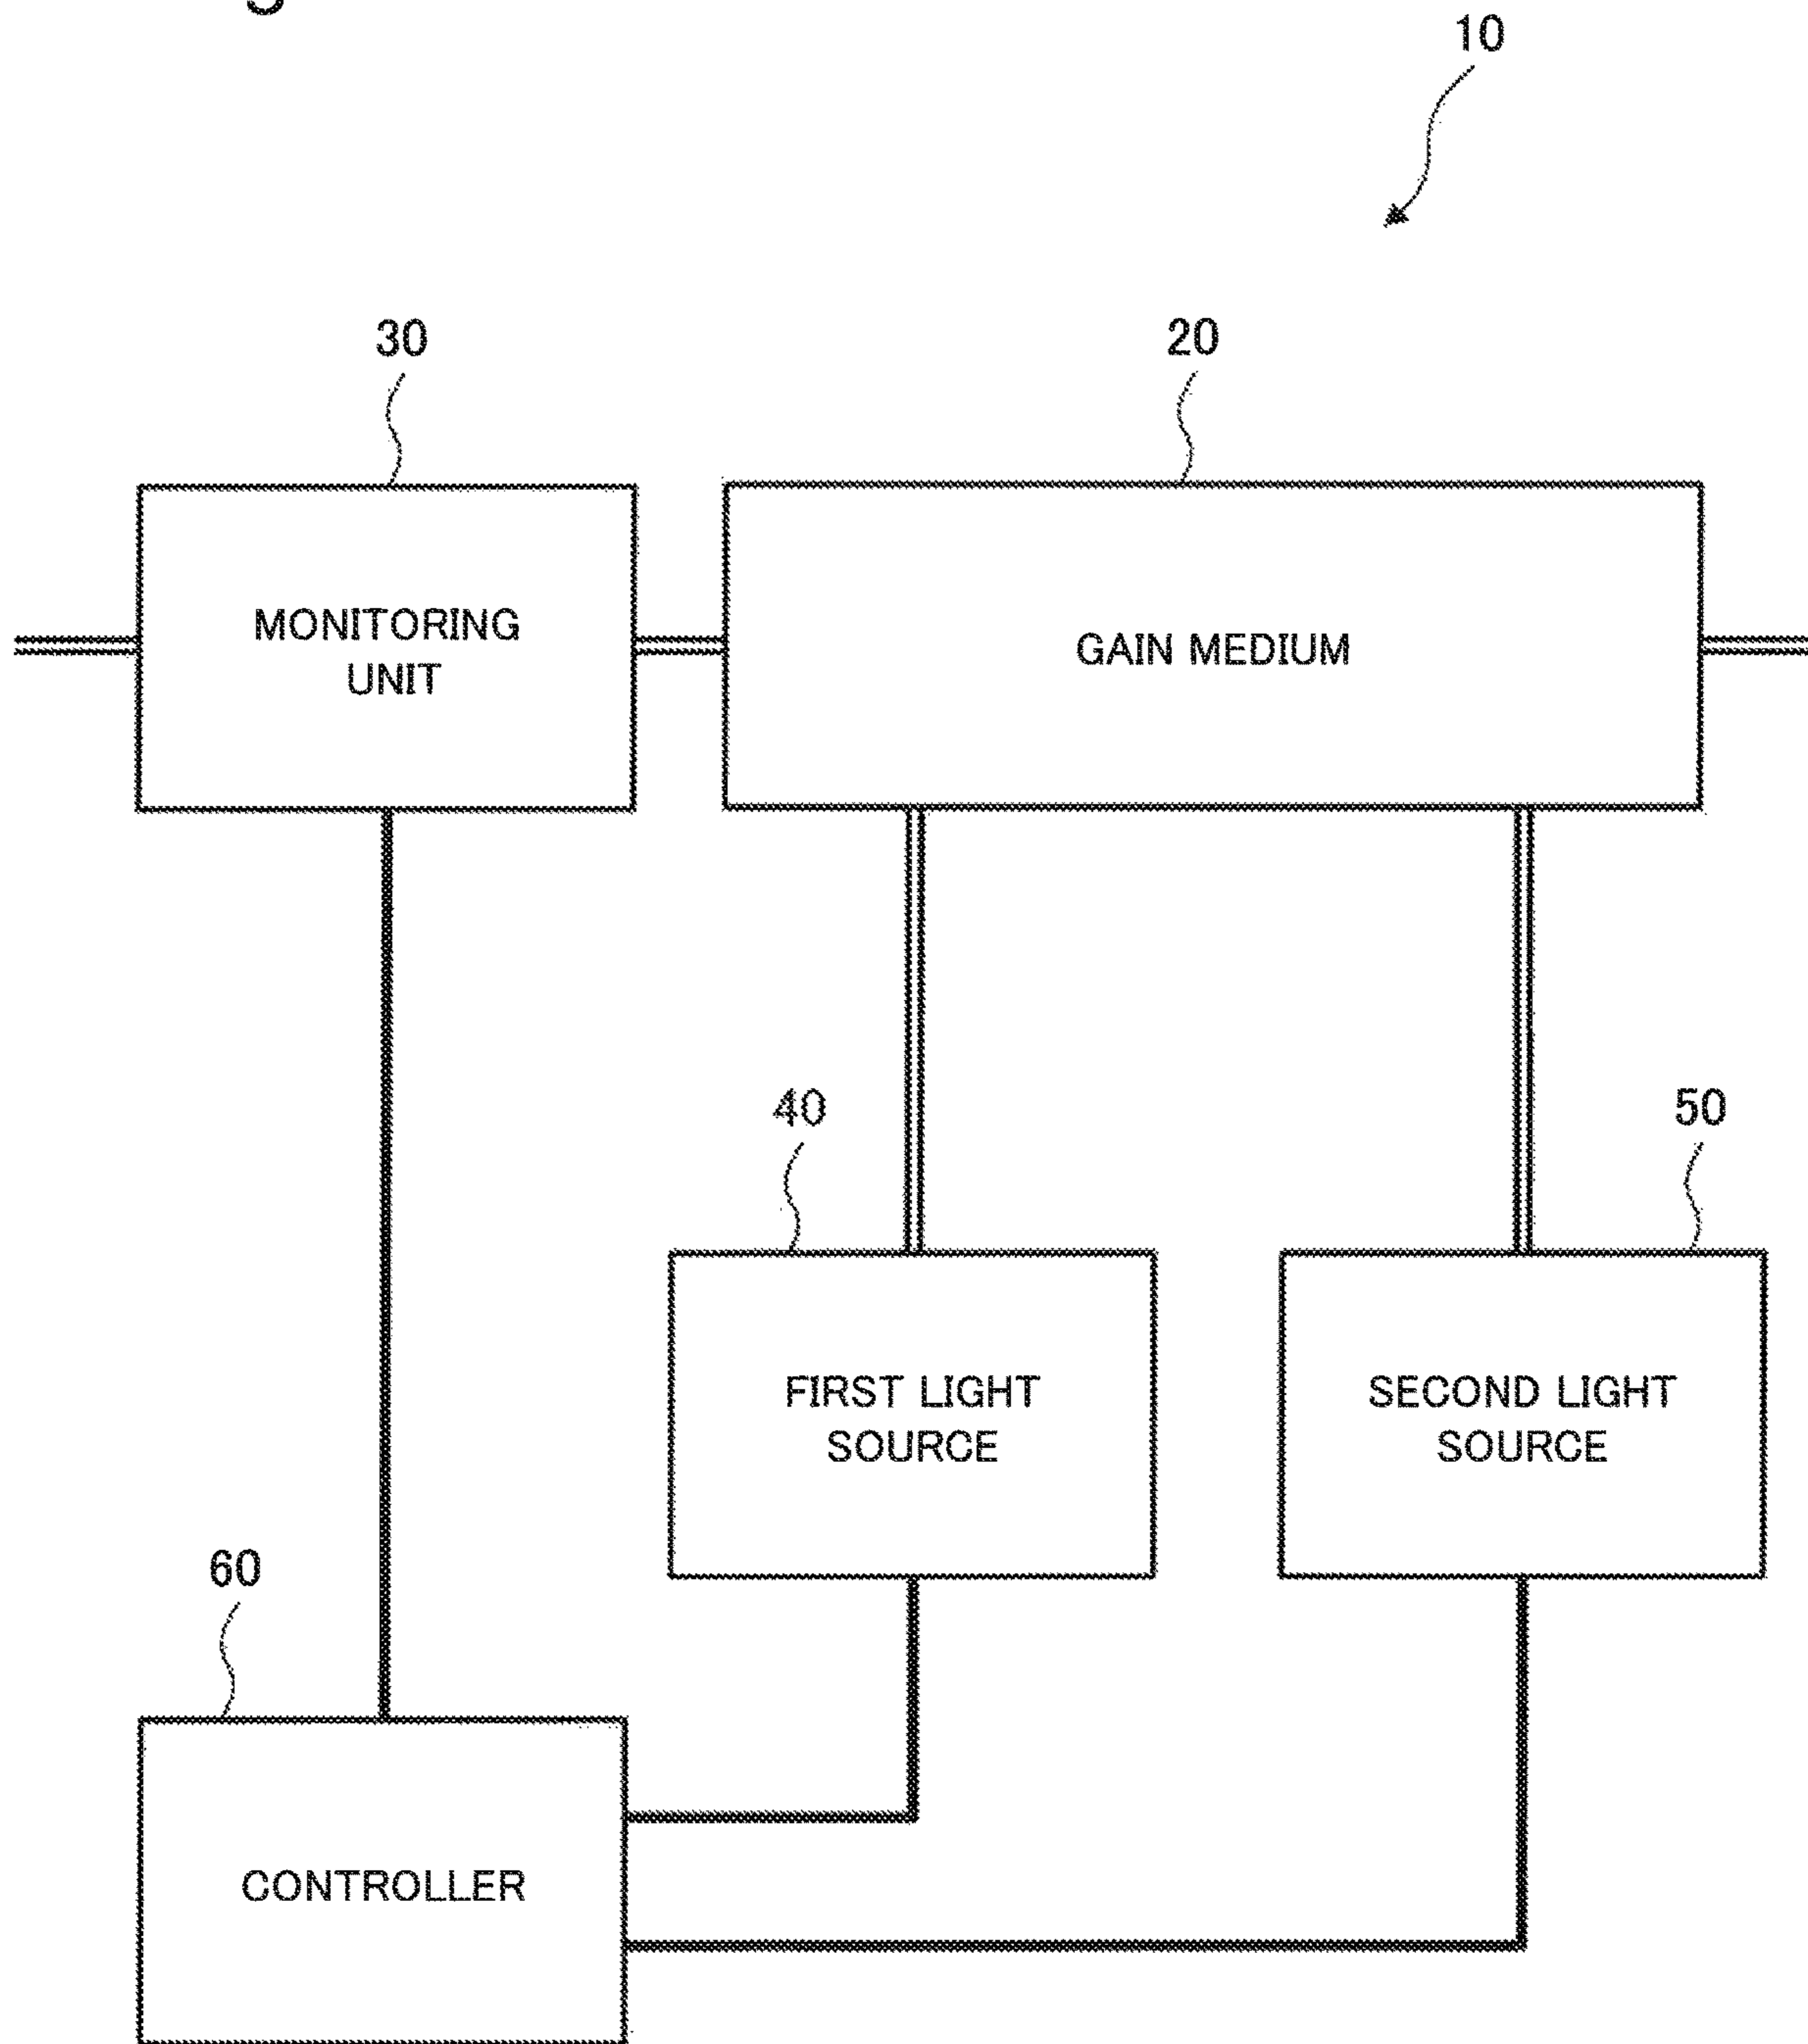 10
30
20
MONITORING
UNIT
GAIN MEDIUM
40
50
FIRST LIGHT
SOURCE
SECOND LIGHT
SOURCE
60
CONTROLLER